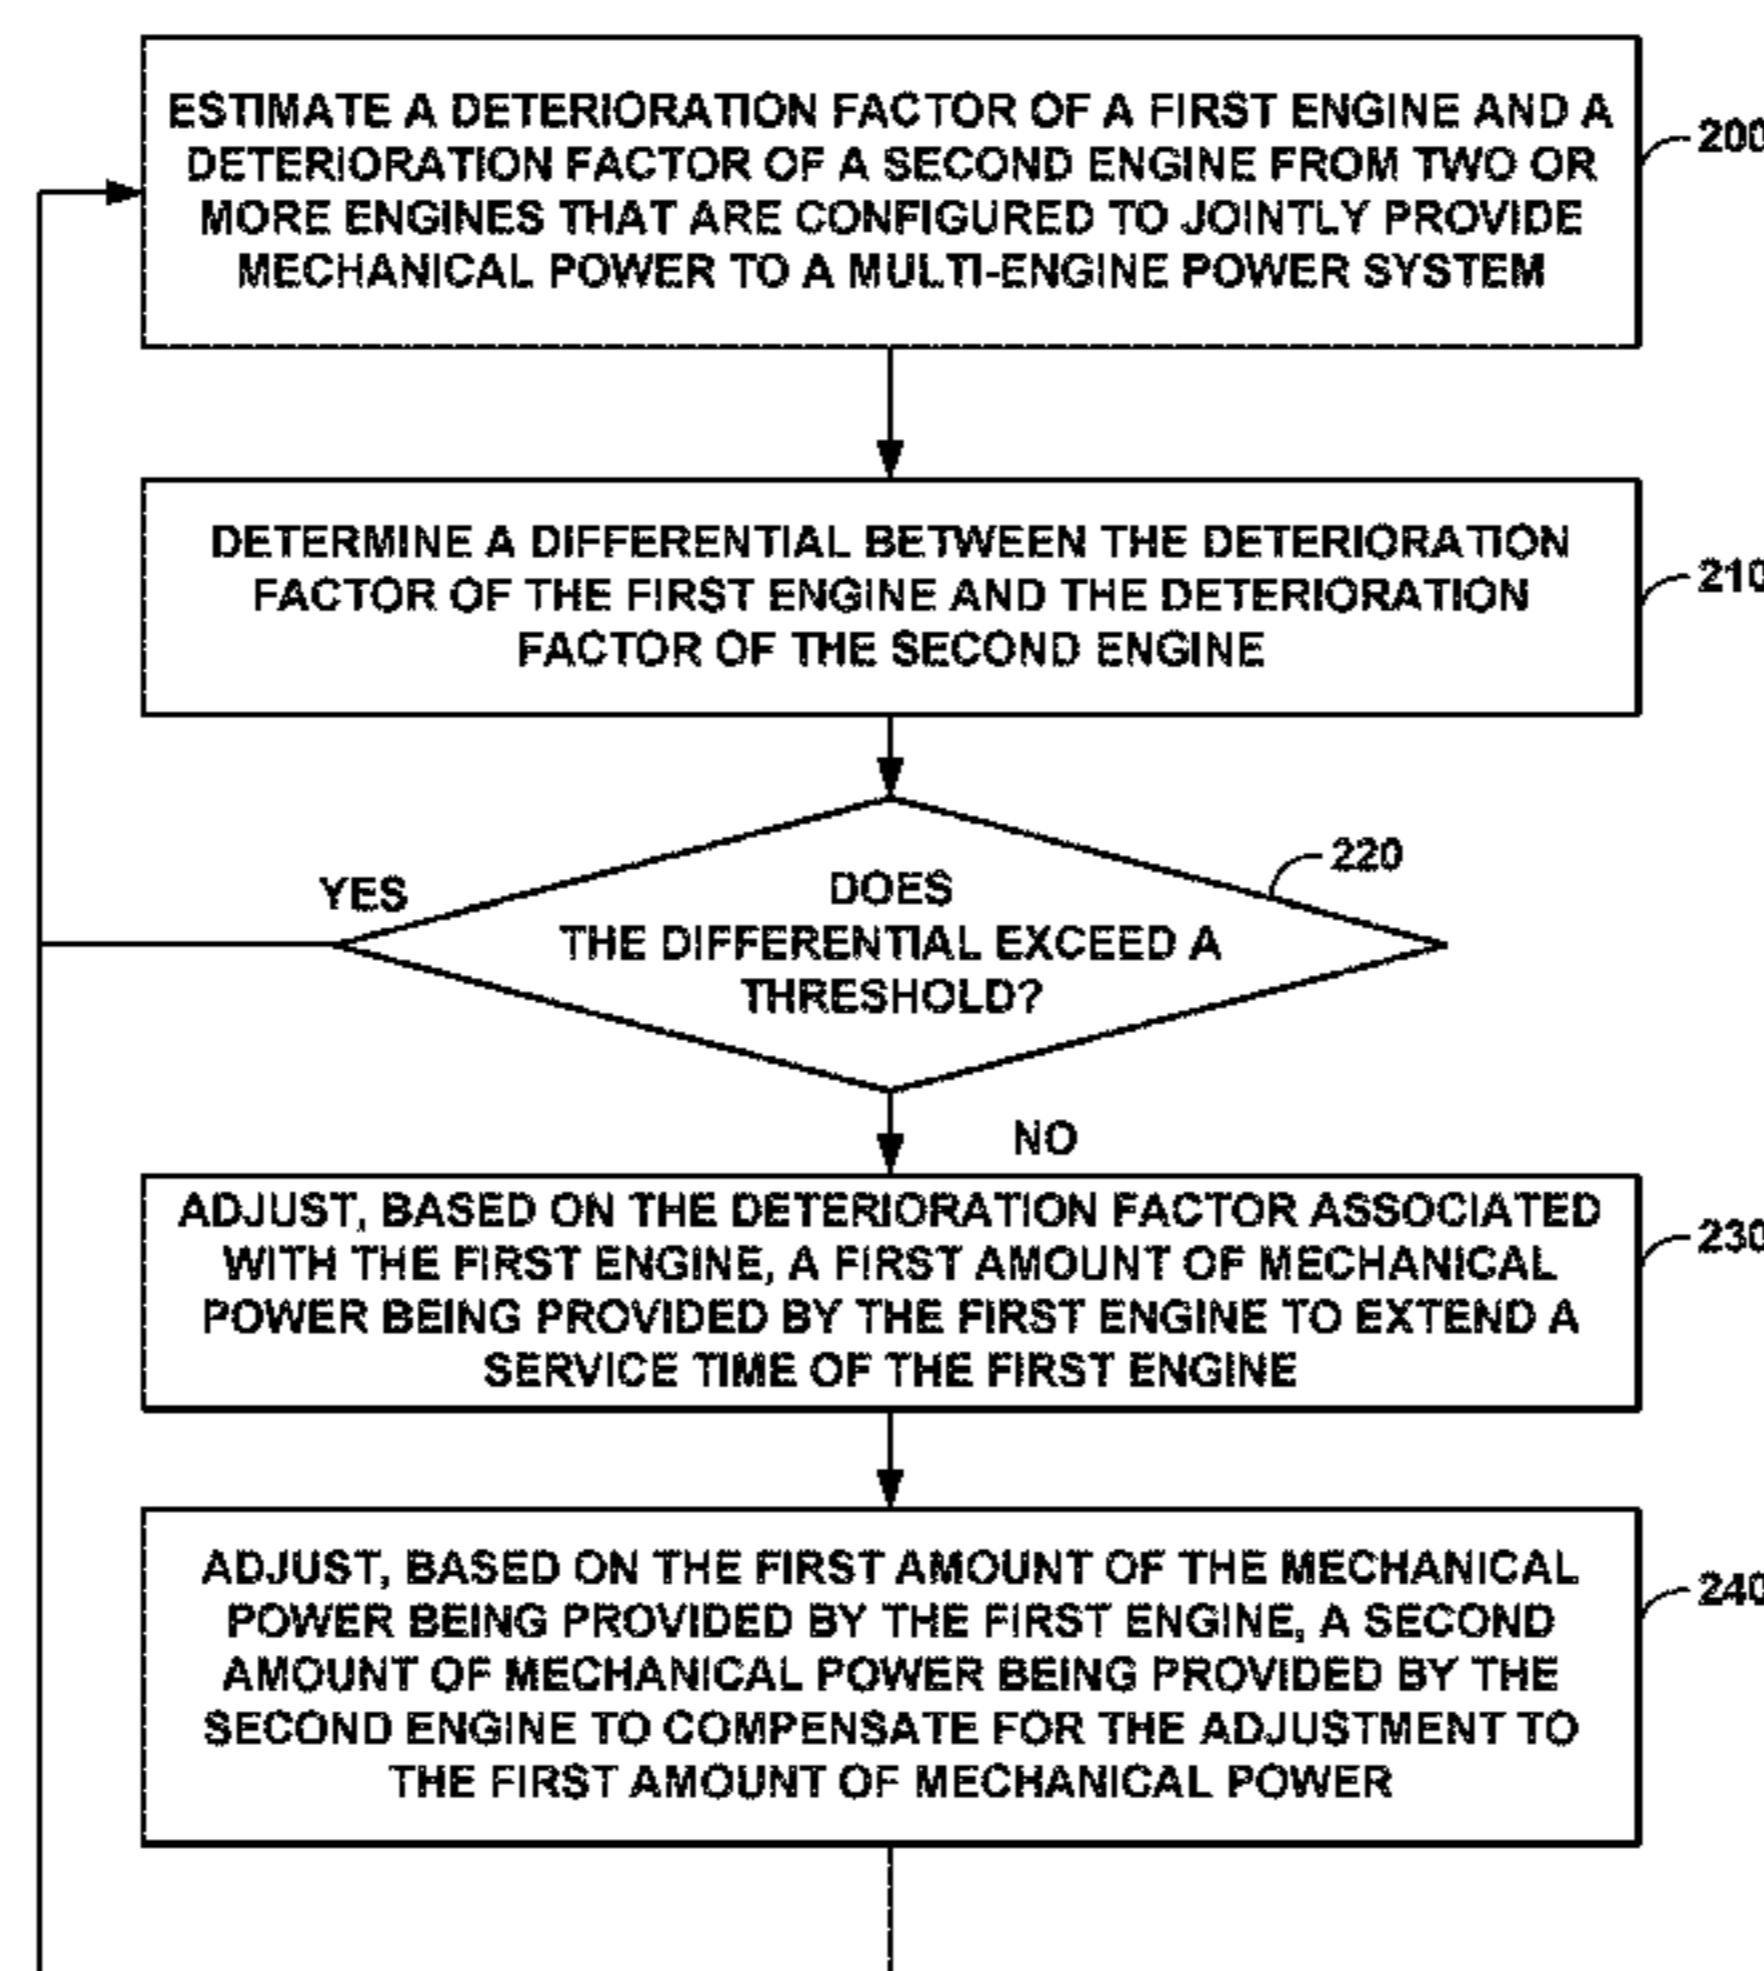 ESTIMATE A DETERIORATION FACTOR OF A FIRST ENGINE AND A
DETERIORATION FACTOR OF A SECOND ENGINE FROM TWO OR
MORE ENGINES THAT ARE CONFIGURED TO JOINTLY PROVIDE
MECHANICAL POWER TO A MULTI-ENGINE POWER SYSTEM
200
DETERMINE A DIFFERENTIAL BETWEEN THE DETERIORATION
FACTOR OF THE FIRST ENGINE AND THE DETERIORATION
FACTOR OF THE SECOND ENGINE
210
220
YES
DOES
THE DIFFERENTIAL EXCEED A
THRESHOLD?
NO
ADJUST, BASED ON THE DETERIORATION FACTOR ASSOCIATED
WITH THE FIRST ENGINE, A FIRST AMOUNT OF MECHANICAL
POWER BEING PROVIDED BY THE FIRST ENGINE TO EXTEND A
SERVICE TIME OF THE FIRST ENGINE
230
ADJUST, BASED ON THE FIRST AMOUNT OF THE MECHANICAL
POWER BEING PROVIDED BY THE FIRST ENGINE, A SECOND
AMOUNT OF MECHANICAL POWER BEING PROVIDED BY THE
SECOND ENGINE TO COMPENSATE FOR THE ADJUSTMENT TO
THE FIRST AMOUNT OF MECHANICAL POWER
240